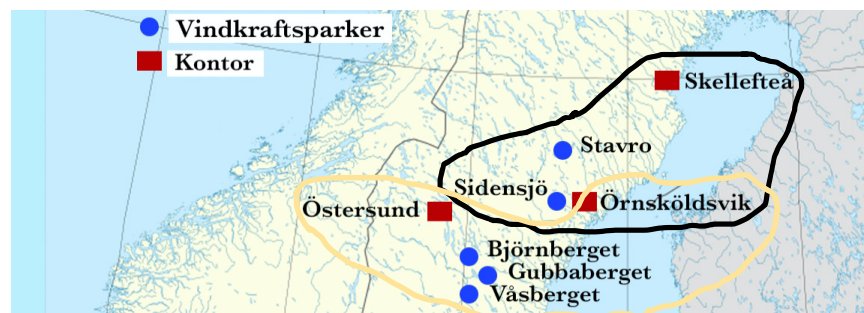 Vindkraftsparker
Kontor
Skellefteå
Stavro
Sidensjö
Örnsköldsvik
Östersund
Björnberget
Gubbaberget
Våsberget